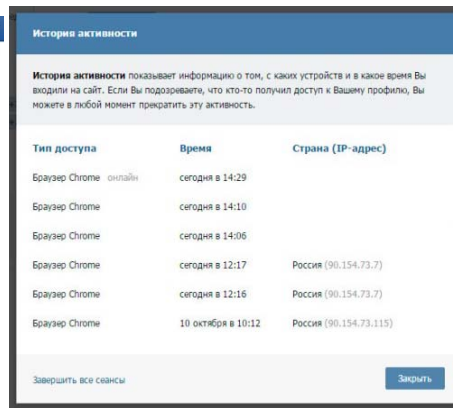 История активности
История активности показывает информацию о том, с каких устройств и в какое время Вы
входили на сайт. Если Вы подозреваете, что кто-то получил доступ к Вашему профилю, Вы
можете в любой момент прекратить эту активность.
Тип доступа Время Страна (IP-адрес)
Браузер Chrome онлайн сегодня в 14:29
Браузер Chrome сегодня в 14:10
Браузер Chrome сегодня в 14:06
Браузер Chrome сегодня в 12:17 Россия (90.154.73.7)
Браузер Chrome сегодня в 12:16 Россия (90.154.73.7)
Браузер Chrome 10 октября в 10:12 Россия (90.154.73.115)
Завершить все сеансы Закрыть